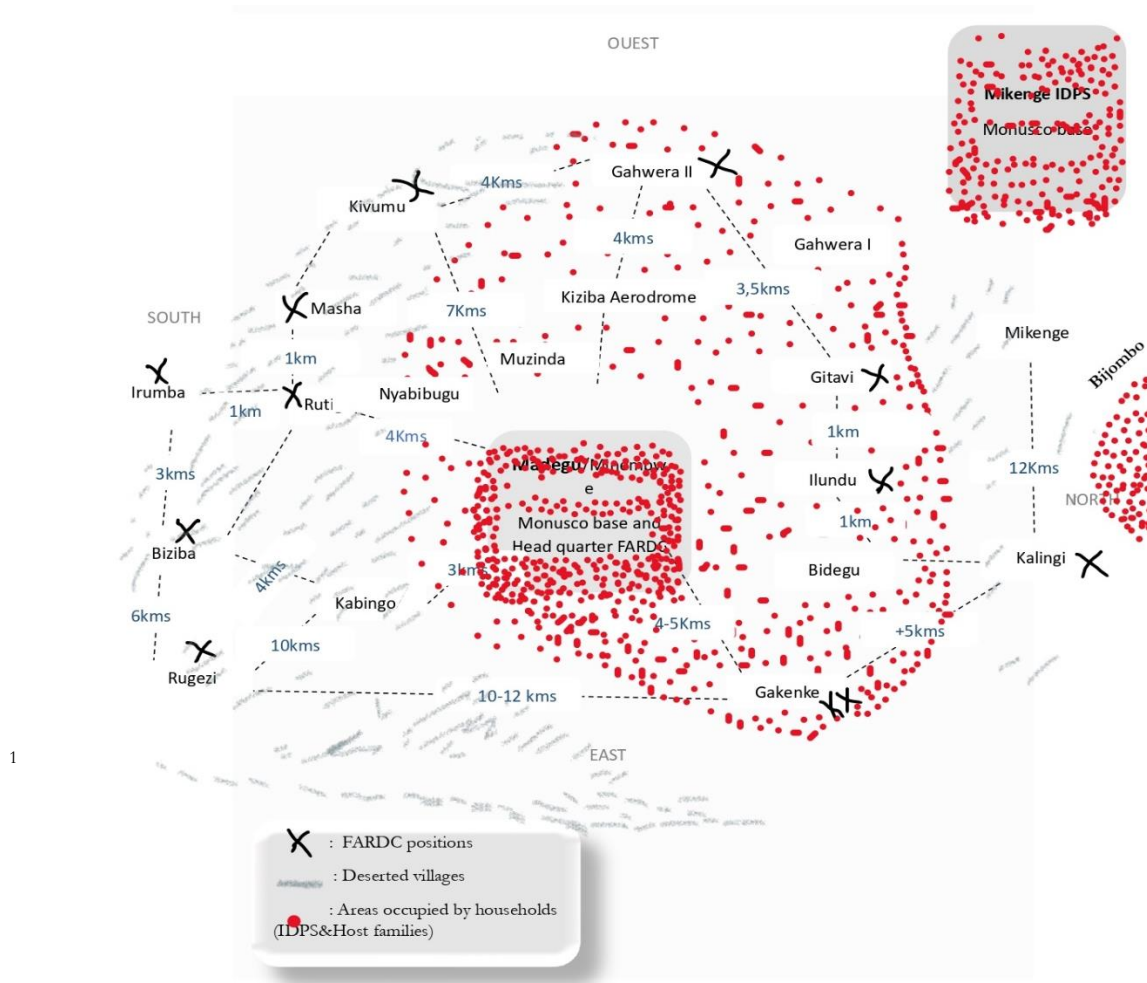 OUEST
Mikenge IDPS
Monusco base
Gahwera II
4Kms
Kivumu
4kms
Gahwera I
3,5kms
Kiziba Aerodrome
SOUTH
Masha
7Kms
Mikenge
1km
Muzinda
Bijombo
Irumba
Nyabibugu
Gitavi
1km
Ruti
4Kms
1km
3kms
Madegu/
e
12Kms
Ilundu
NORTH
Monusco base and
1km
Head quarter FARDC
Biziba
Kalingi
4kms
3kms
Bidegu
Kabingo
6kms
4-5Kms
+5kms
10kms
Rugezi
10-12 kms
Gakenke
EAST
1
: FARDC positions
: Deserted villages
: Areas occupied by households
(IDPS&Host families)